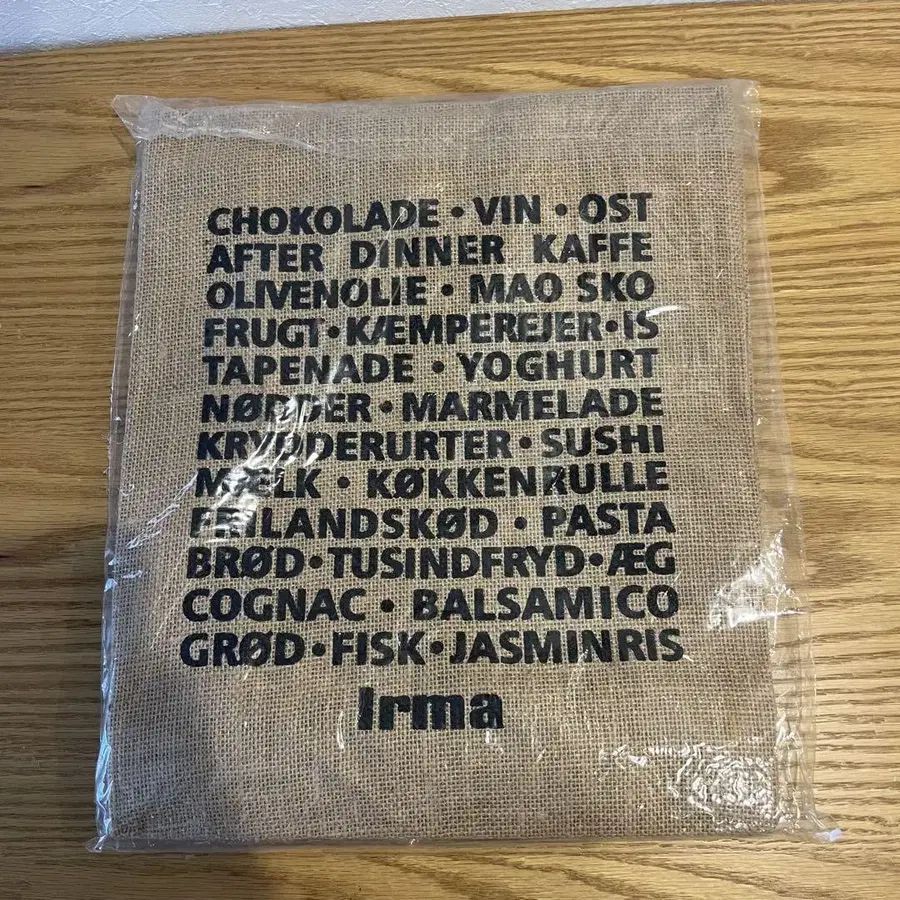 CHOKOLADE • VIN • OST
AFTER DINNER KAFFE
OLIVENOLIE • MAO SKO
FRUGT • KÆMPEREJER • IS
TAPENADE • YOGHURT
NØDDER • MARMELADE
KRYDDERURTER • SUSHI
MÆLK • KØKKENRULLE
FRILANDSKØD • PASTA
BRØD • TUSINDFRYD • ÆG
COGNAC • BALSAMICO
GRØD • FISK • JASMINRIS
Irma